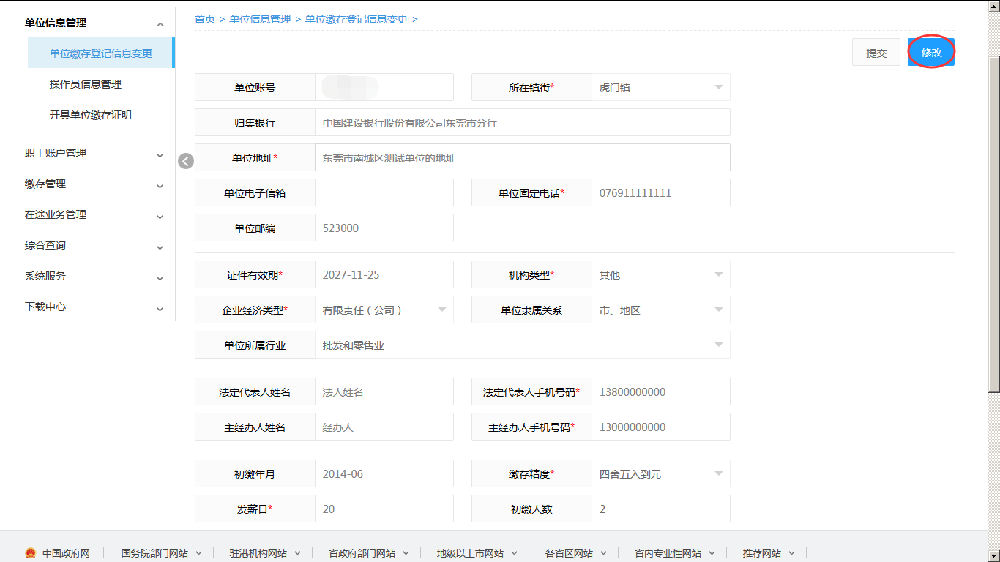 单位信息管理
单位缴存登记信息变更
操作员信息管理
开具单位缴存证明
职工账户管理
缴存管理
在途业务管理
综合查询
系统服务
下载中心
首页 > 单位信息管理 > 单位缴存登记信息变更 >
提交 修改
单位账号 所在镇街* 虎门镇
归集银行 中国建设银行股份有限公司东莞市分行
单位地址* 东莞市南城区测试单位的地址
单位电子信箱 单位固定电话* 076911111111
单位邮编 523000
证件有效期* 2027-11-25 机构类型* 其他
企业经济类型* 有限责任（公司） 单位隶属关系 市、地区
单位所属行业 批发和零售业
法定代表人姓名 法人姓名 法定代表人手机号码* 13800000000
主经办人姓名 经办人 主经办人手机号码* 13000000000
初缴年月 2014-06 缴存精度* 四舍五入到元
发薪日* 20 初缴人数 2
中国政府网 国务院部门网站 驻港机构网站 省政府部门网站 地级以上市网站 各省区网站 省内专业性网站 推荐网站